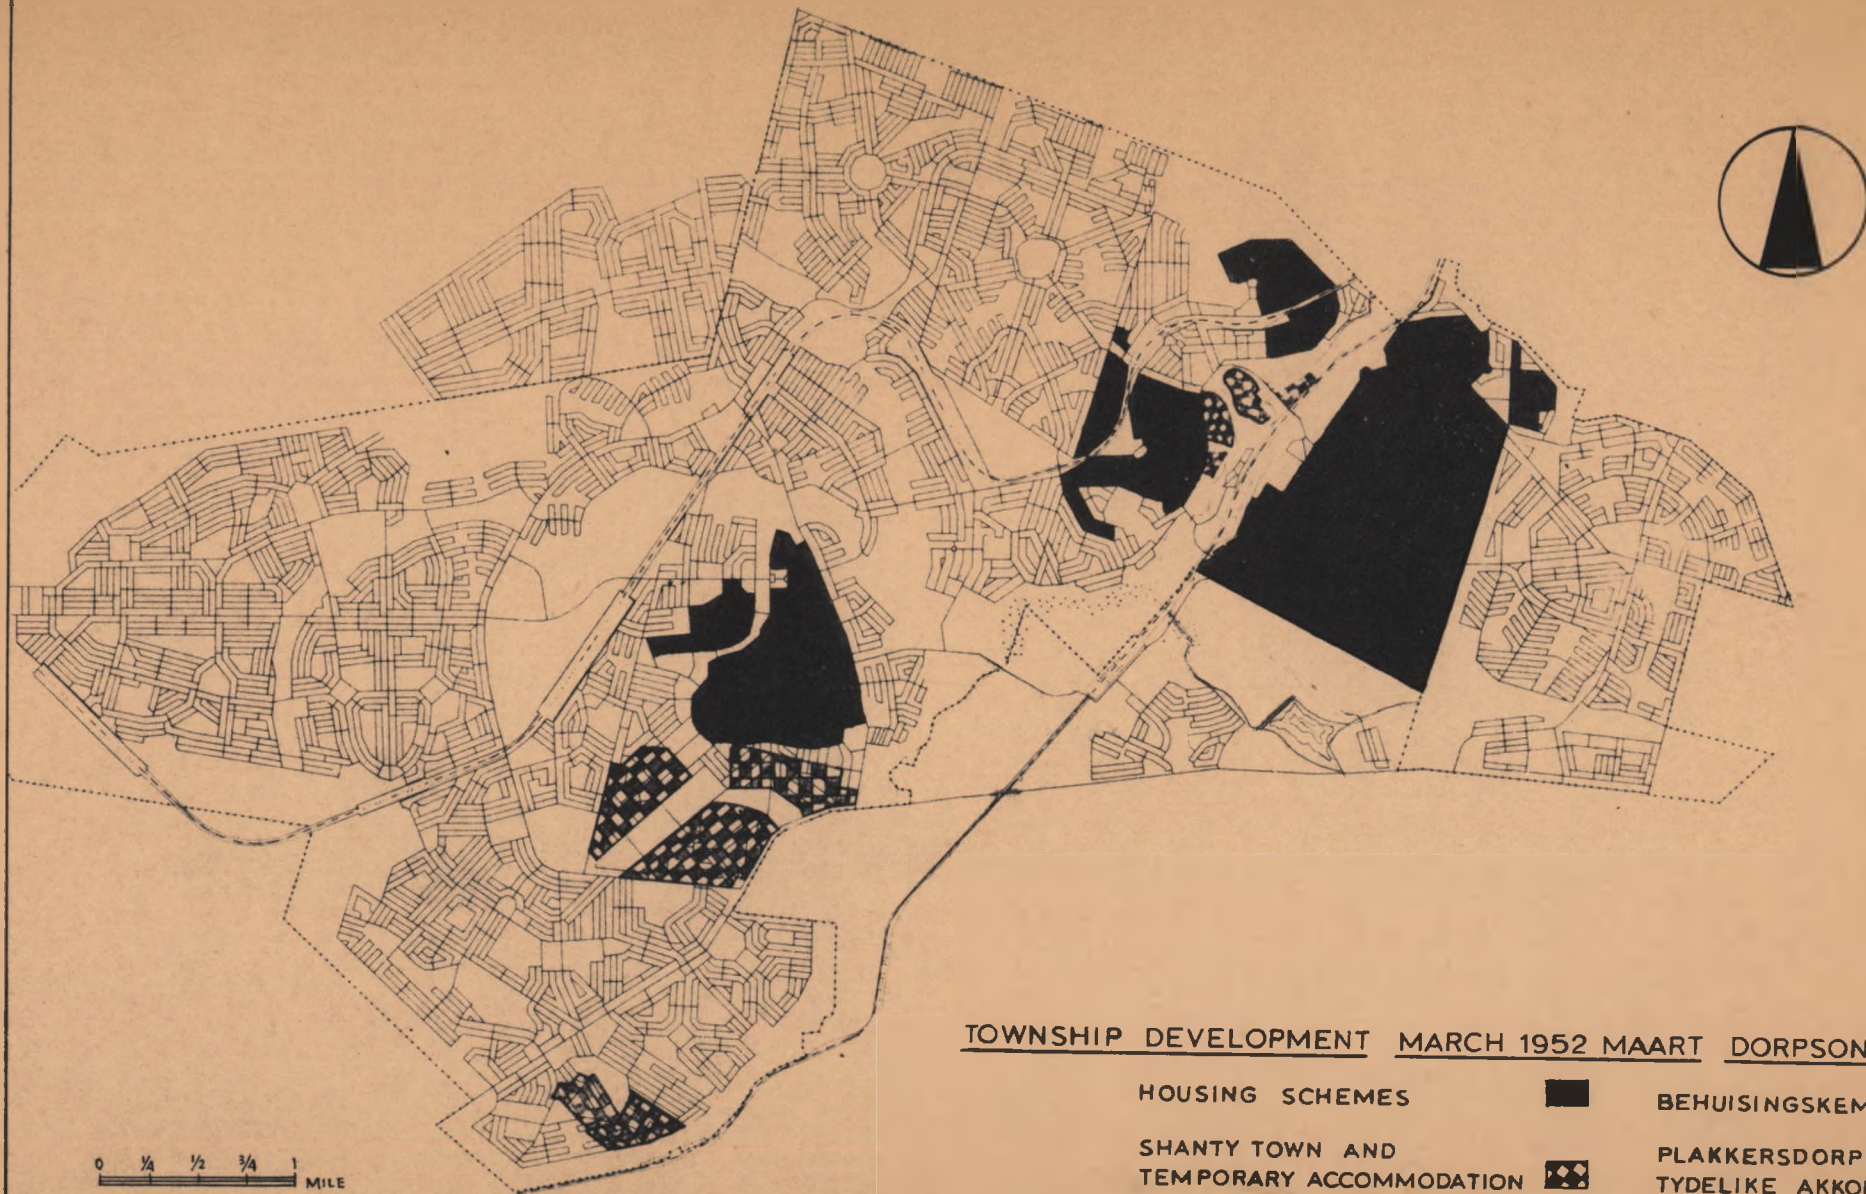 0 ¼ ½ ¾ 1
MILE
TOWNSHIP DEVELOPMENT MARCH 1952 MAART
HOUSING SCHEMES
SHANTY TOWN AND
TEMPORARY ACCOMMODATION
PLAKKERSDORP
TYDELIKE